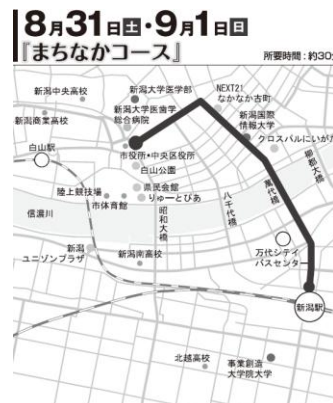 8月31日土・9月1日日
『まちなかコース』
所要時間：約30分
新潟中央高校
新潟大学医学部
NEXT21
なかなか古町
新潟大学医歯学
総合病院
新潟国際
情報大学
新潟商業高校
クロスパルにいがた
白山駅
市役所・中央区役所
白山公園
柳都大橋
県民会館
りゅーとぴあ
萬代橋
八千代橋
陸上競技場
市体育館
昭和大橋
信濃川
万代シテイ
バスセンター
新潟
ユニゾンプラザ
新潟南高校
新潟駅
北越高校
事業創造
大学院大学